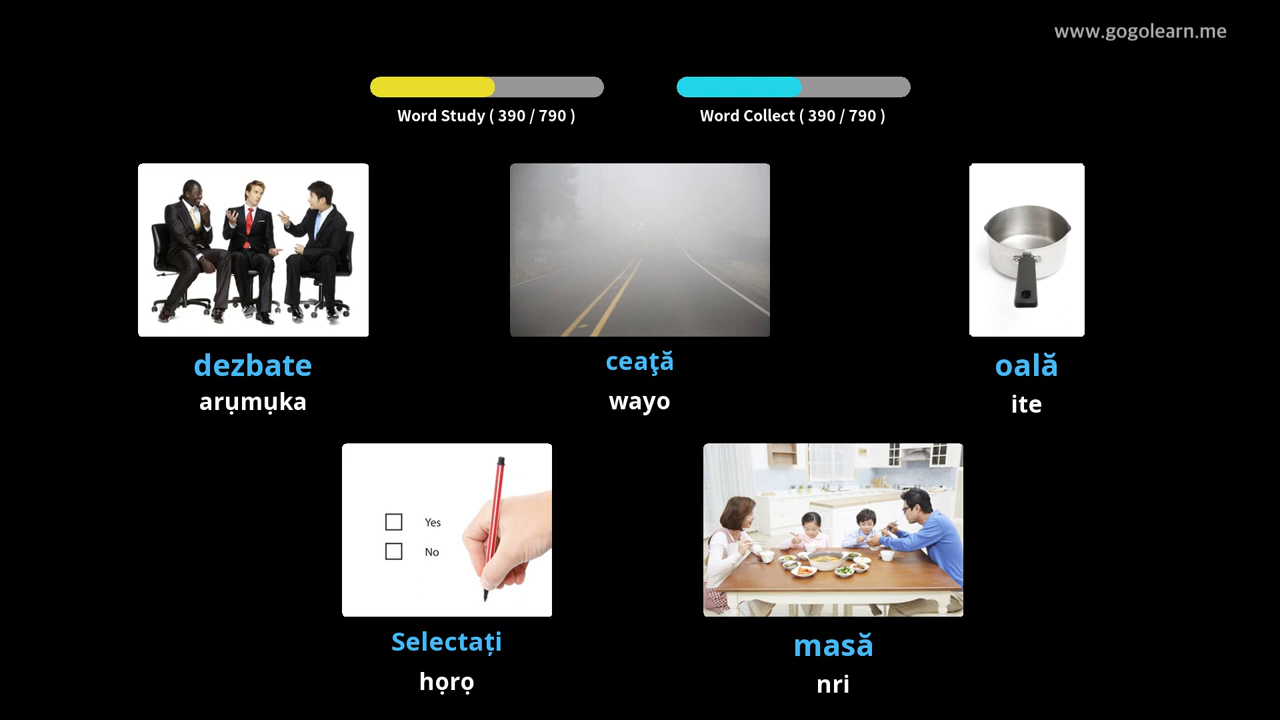 www.gogolearn.me
Word Study ( 390 / 790 )
Word Collect ( 390 / 790 )
dezbate
arụmụka
ceaţă
wayo
oală
ite
Yes
No
Selectați
họrọ
masă
nri